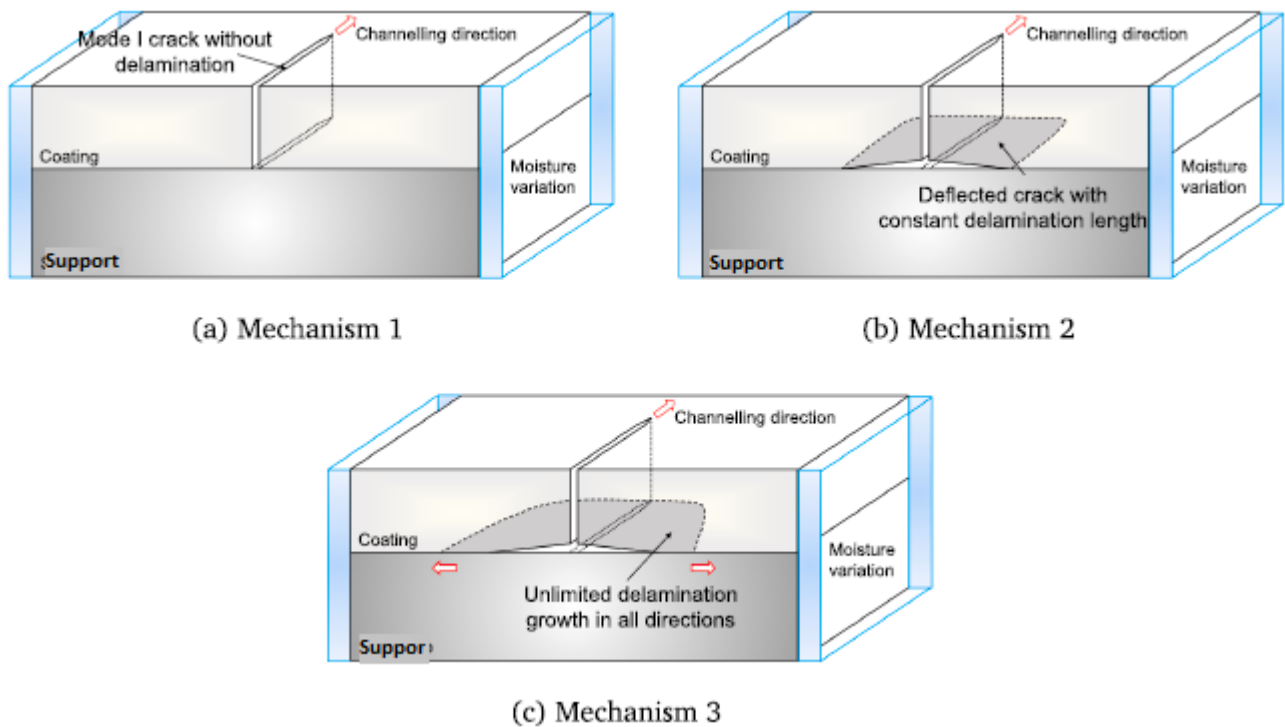 Mode I crack without
delamination
Channelling direction
Coating
Moisture
variation
Support
(a) Mechanism 1
Channelling direction
Coating
Moisture
variation
Deflected crack with
constant delamination length
Support
(b) Mechanism 2
Channelling direction
Coating
Moisture
variation
Unlimited delamination
growth in all directions
Suppor
(c) Mechanism 3